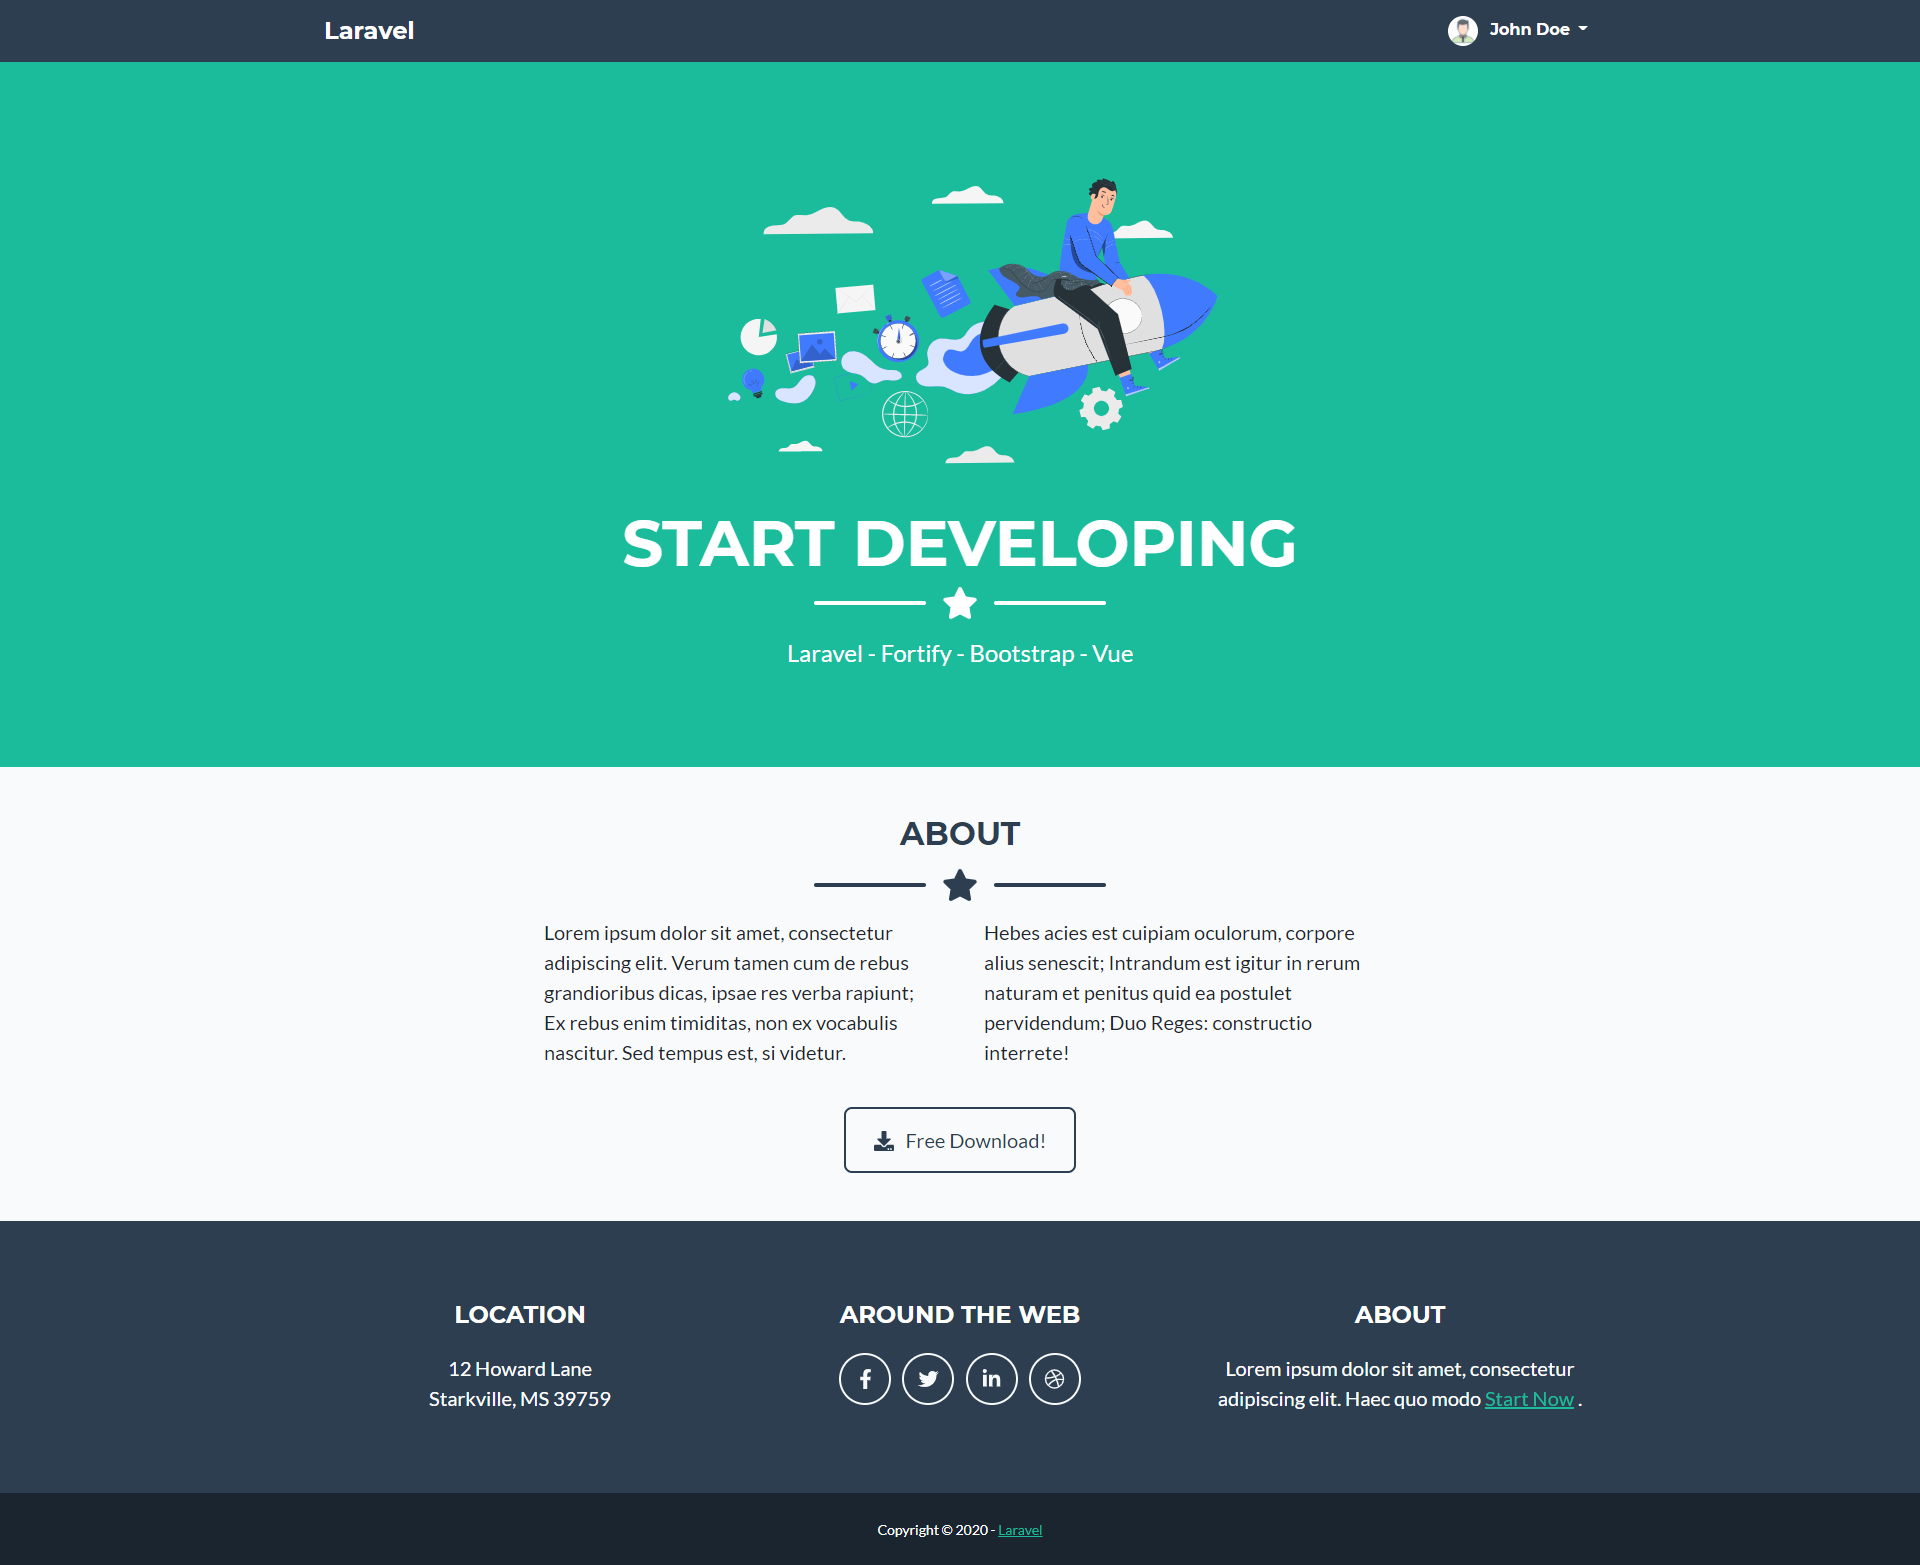 Laravel
John Doe
START DEVELOPING
Laravel - Fortify - Bootstrap - Vue
ABOUT
Lorem ipsum dolor sit amet, consectetur
adipiscing elit. Verum tamen cum de rebus
grandioribus dicas, ipsae res verba rapiunt;
Ex rebus enim timiditas, non ex vocabulis
nascitur. Sed tempus est, si videtur.
Hebes acies est cuipiam oculorum, corpore
alius senescit; Intrandum est igitur in rerum
naturam et penitus quid ea postulet
pervidendum; Duo Reges: constructio
interrete!
Free Download!
LOCATION
12 Howard Lane
Starkville, MS 39759
AROUND THE WEB
ABOUT
Lorem ipsum dolor sit amet, consectetur
adipiscing elit. Haec quo modo Start Now .
Copyright © 2020 - Laravel